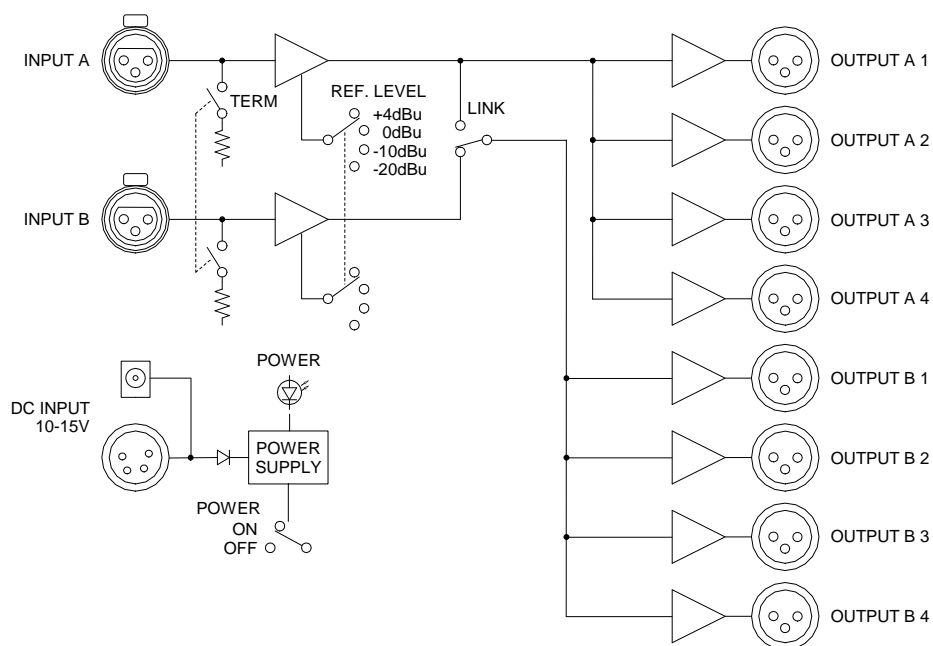 INPUT A
TERM
REF. LEVEL
+4dBu
0dBu
-10dBu
-20dBu
LINK
INPUT B
OUTPUT A 1
OUTPUT A 2
OUTPUT A 3
OUTPUT A 4
OUTPUT B 1
OUTPUT B 2
OUTPUT B 3
OUTPUT B 4
DC INPUT
10-15V
POWER
POWER
SUPPLY
POWER
ON
OFF